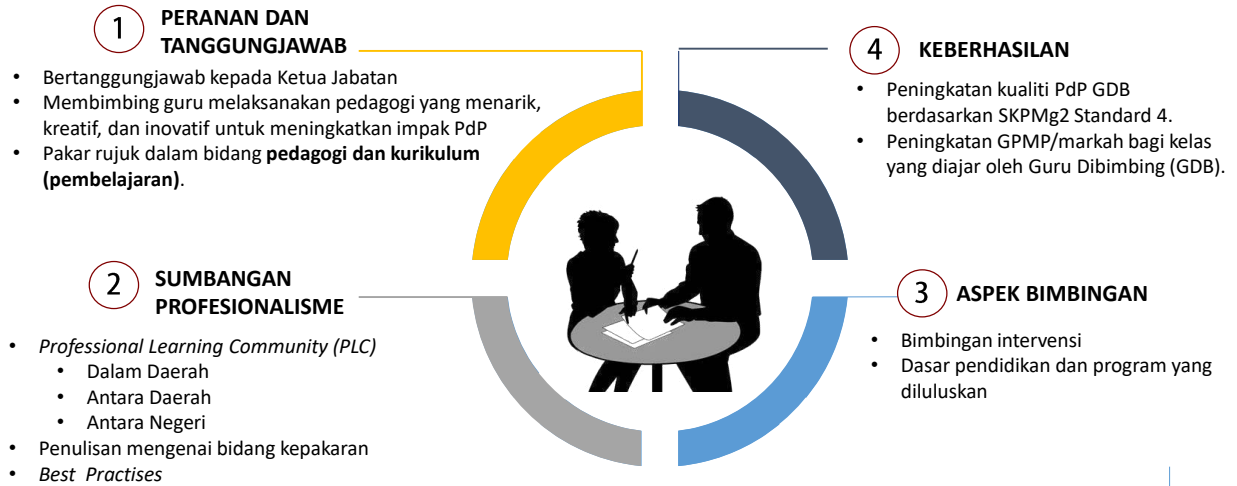 1
PERANAN DAN
TANGGUNGJAWAB
• Bertanggungjawab kepada Ketua Jabatan
• Membimbing guru melaksanakan pedagogi yang menarik,
kreatif, dan inovatif untuk meningkatkan impak PdP
• Pakar rujuk dalam bidang pedagogi dan kurikulum
(pembelajaran).
2
SUMBANGAN
PROFESIONALISME
• Professional Learning Community (PLC)
• Dalam Daerah
• Antara Daerah
• Antara Negeri
• Penulisan mengenai bidang kepakaran
• Best Practises
3
ASPEK BIMBINGAN
• Bimbingan intervensi
• Dasar pendidikan dan program yang
diluluskan
4
KEBERHASILAN
• Peningkatan kualiti PdP GDB
berdasarkan SKPMg2 Standard 4.
• Peningkatan GPMP/markah bagi kelas
yang diajar oleh Guru Dibimbing (GDB).